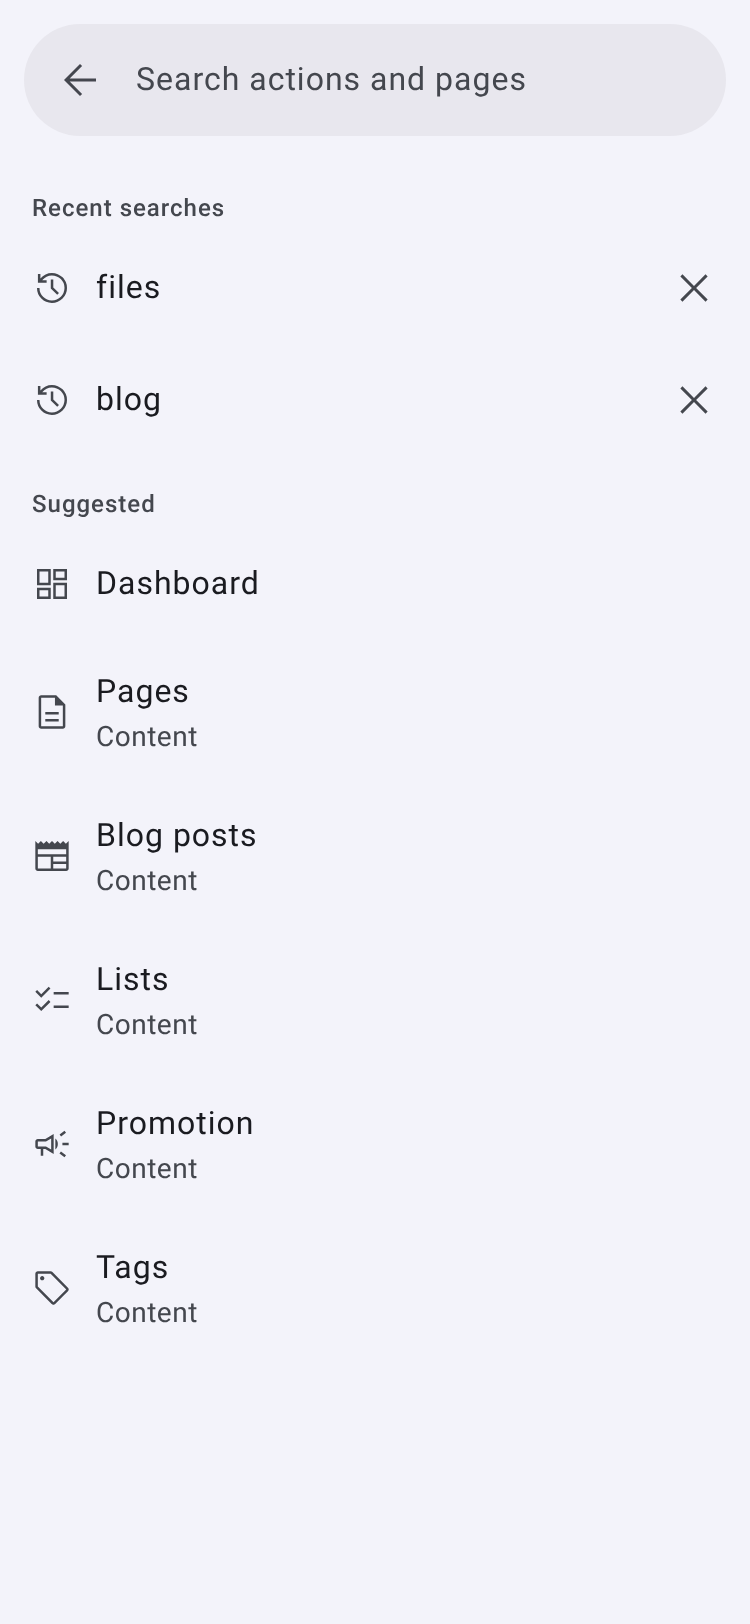 Search actions and pages
Recent searches
files
blog
Suggested
Dashboard
Pages
Content
Blog posts
Content
Lists
Content
Promotion
Content
Tags
Content